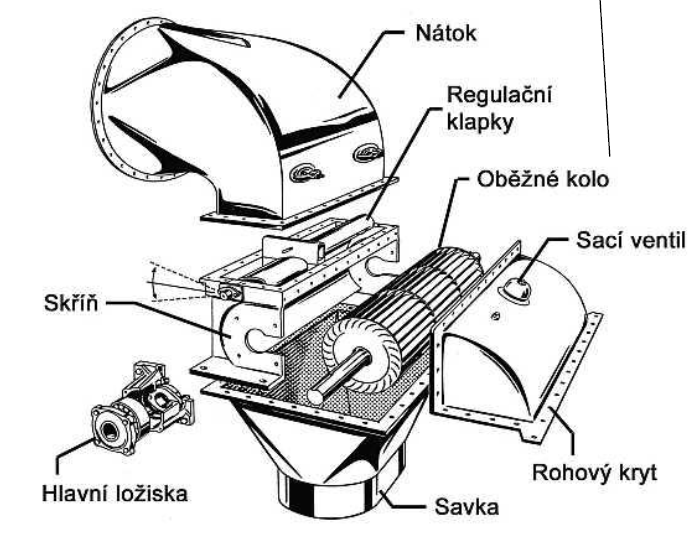 Nátok
Regulační
klapky
Oběžné kolo
Sací ventil
Skříň
Hlavní ložiska
Rohový kryt
Savka